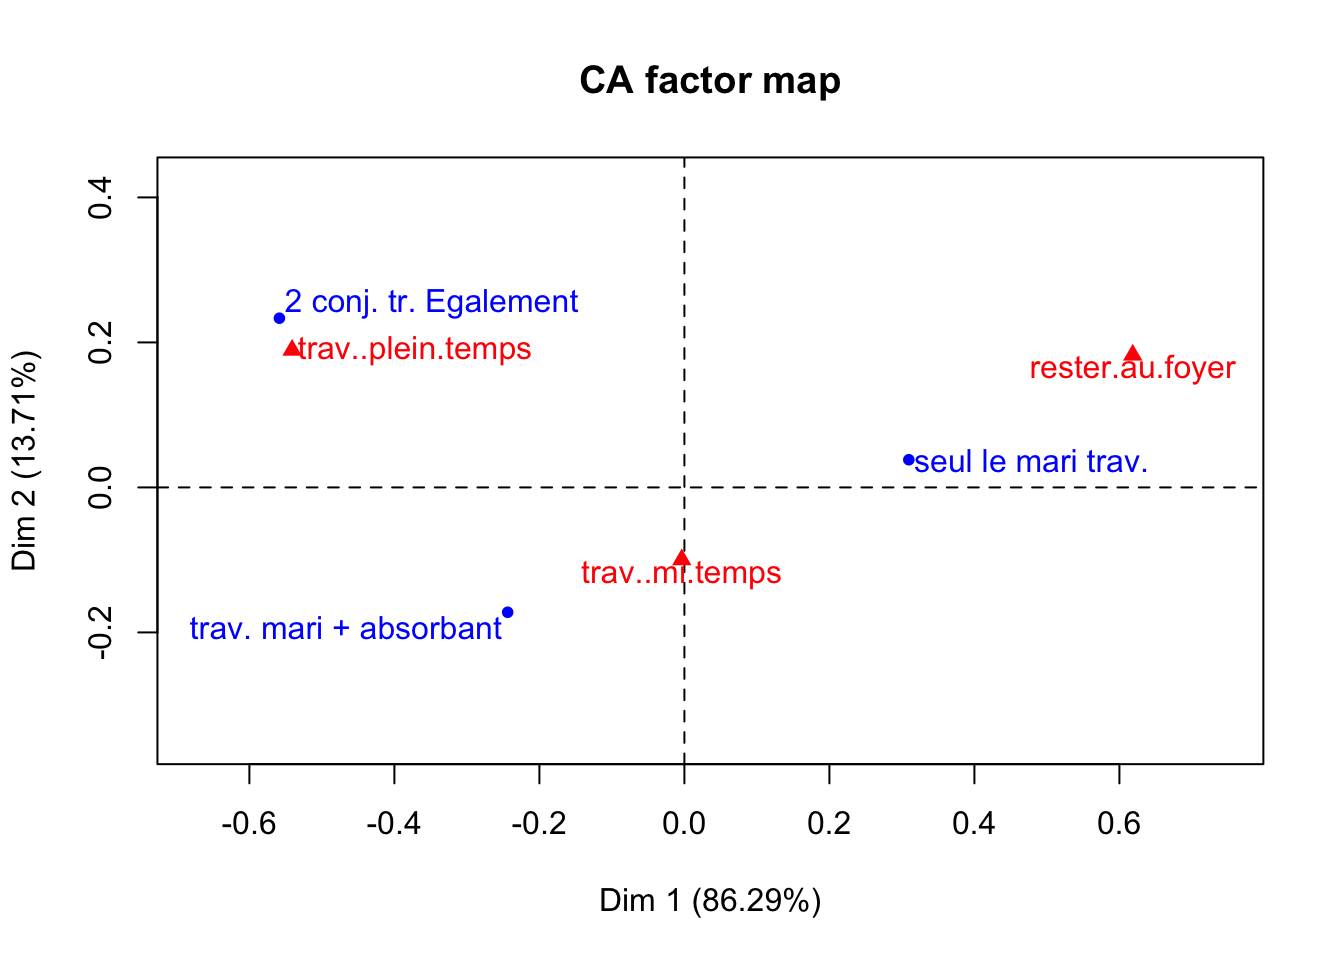 CA factor map
0.4
0.2
0.0
-0.2
Dim 2 (13.71%)
2 conj. tr. Egalement
trav..plein.temps
rester.au.foyer
seul le mari trav.
trav..mi.temps
trav. mari + absorbant
-0.6 -0.4 -0.2 0.0 0.2 0.4 0.6
Dim 1 (86.29%)